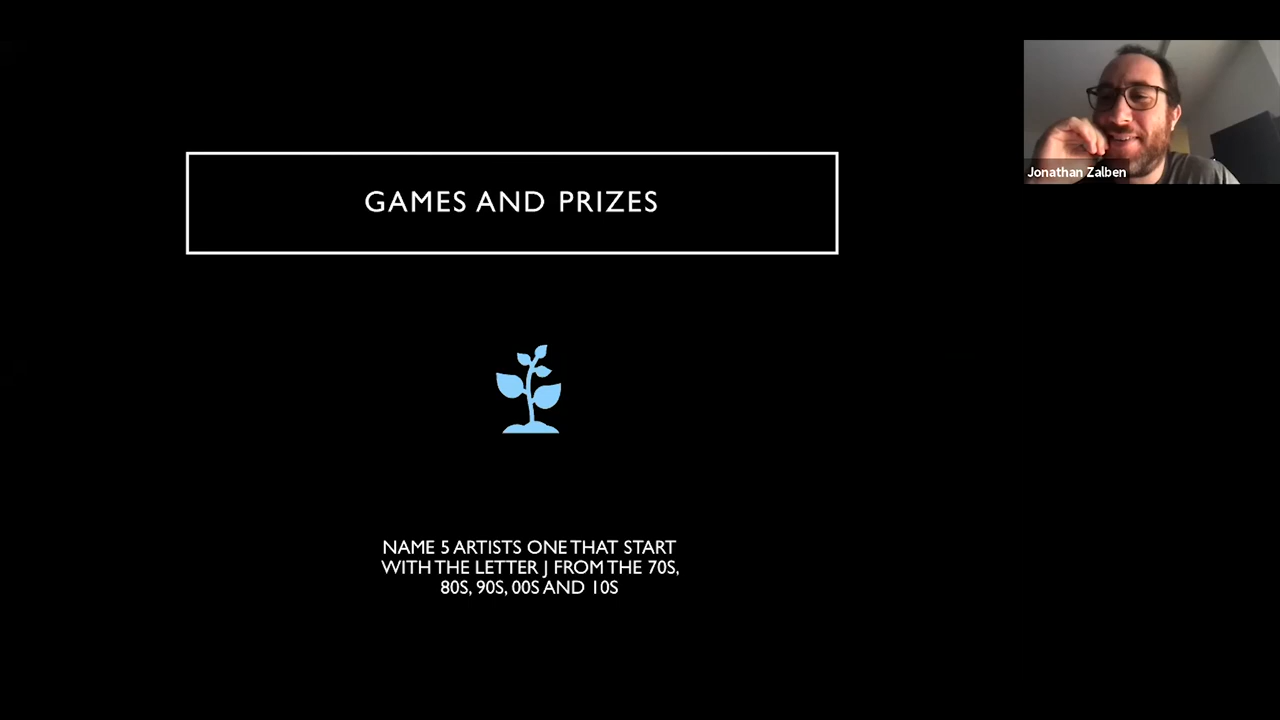 GAMES AND PRIZES
Jonathan Zalben
NAME 5 ARTISTS ONE THAT START
WITH THE LETTER J FROM THE 70S,
80S, 90S, 00S AND 10S